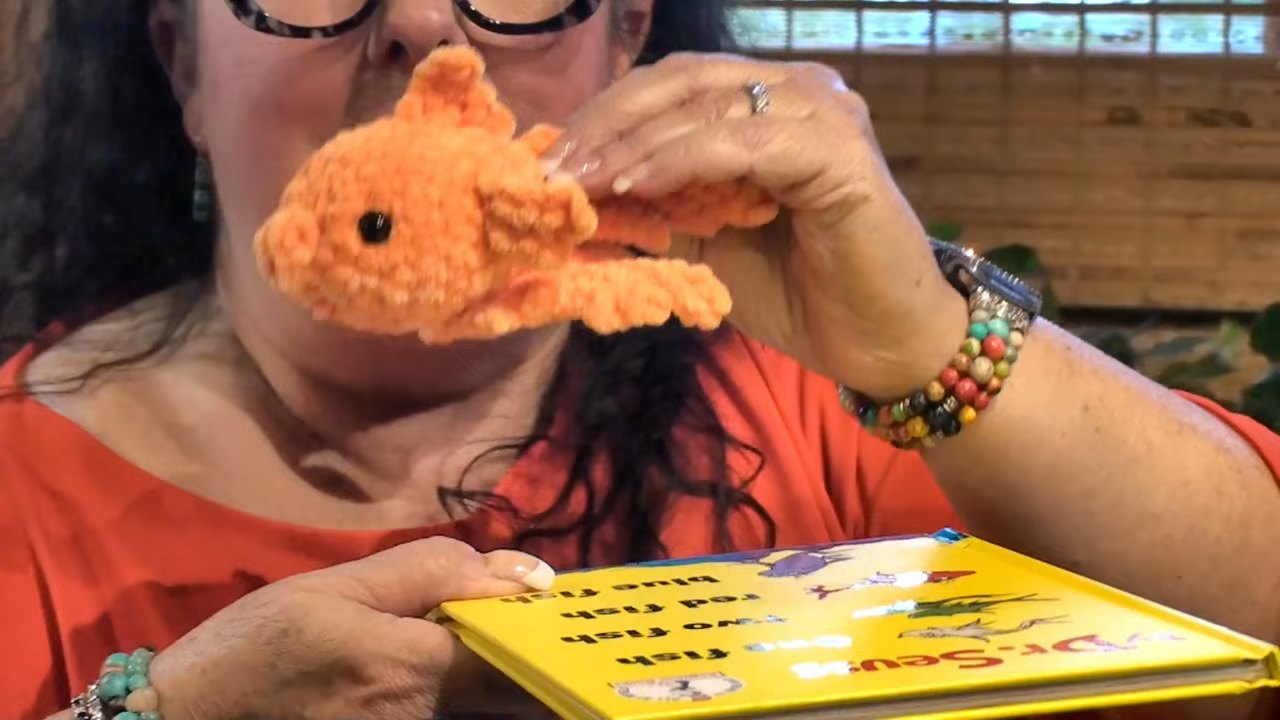 Dr. Seuss
one fish
two fish
red fish
blue fish